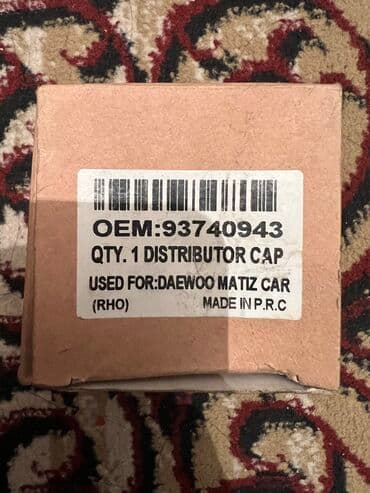 OEM:93740943
QTY. 1 DISTRIBUTOR CAP
USED FOR:DAEWOO MATIZ CAR
(RHO) MADE IN P.R.C